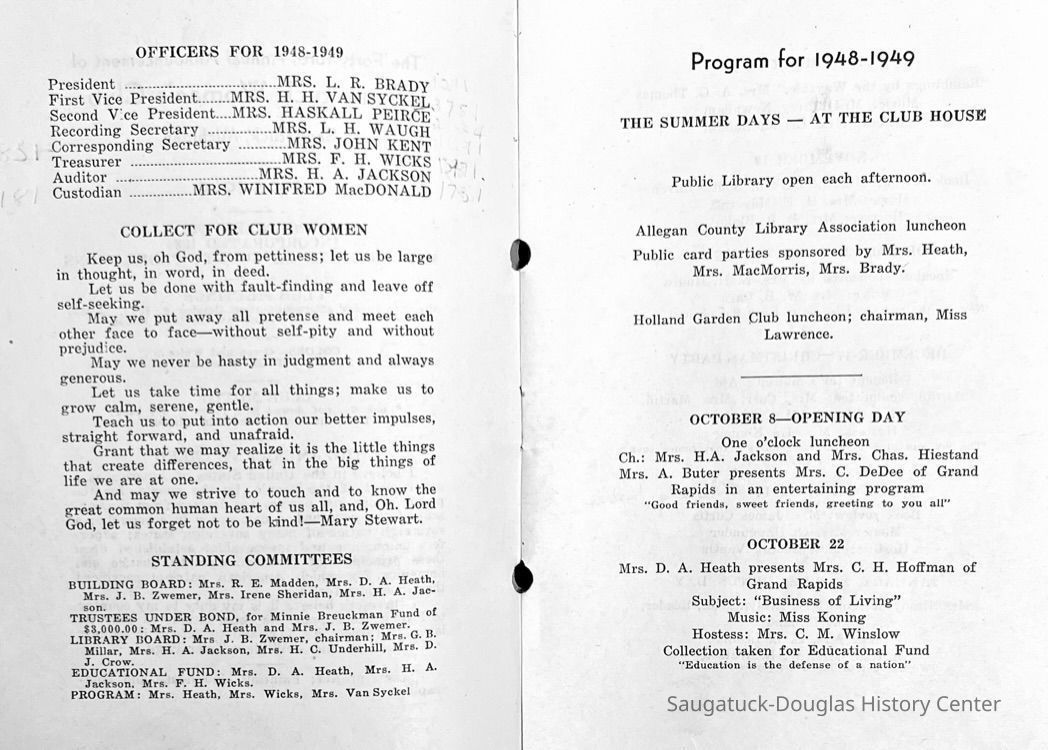 OFFICERS FOR 1948-1949
President ........................MRS. L. R. BRADY
First Vice President.......MRS. H. H. VAN SYCKEL
Second Vice President....MRS. HASKALL PEIRCE
Recording Secretary ..............MRS. L. H. WAUGH
Corresponding Secretary ...........MRS. JOHN KENT
Treasurer .............................MRS. F. H. WICKS
Auditor ...........................MRS. H. A. JACKSON
Custodian .............MRS. WINIFRED MacDONALD
COLLECT FOR CLUB WOMEN
Keep us, oh God, from pettiness; let us be large
in thought, in word, in deed.
Let us be done with fault-finding and leave off
self-seeking.
May we put away all pretense and meet each
other face to face—without self-pity and without
prejudice.
May we never be hasty in judgment and always
generous.
Let us take time for all things; make us to
grow calm, serene, gentle.
Teach us to put into action our better impulses,
straight forward, and unafraid.
Grant that we may realize it is the little things
that create differences, that in the big things of
life we are at one.
And may we strive to touch and to know the
great common human heart of us all, and, Oh. Lord
God, let us forget not to be kind!—Mary Stewart.
STANDING COMMITTEES
BUILDING BOARD: Mrs. R. E. Madden, Mrs. D. A. Heath,
Mrs. J. B. Zwemer, Mrs. Irene Sheridan, Mrs. H. A. Jac-
son.
TRUSTEES UNDER BOND, for Minnie Breuckman Fund of
$3,000.00: Mrs. D. A. Heath and Mrs. J. B. Zwemer.
LIBRARY BOARD: Mrs J. B. Zwemer, chairman; Mrs. G. B.
Millar, Mrs. H. A. Jackson, Mrs. H. C. Underhill, Mrs. D.
J. Crow.
EDUCATIONAL FUND: Mrs. D. A. Heath, Mrs. H. A.
Jackson, Mrs. F. H. Wicks.
PROGRAM: Mrs. Heath, Mrs. Wicks, Mrs. Van Syckel
Program for 1948-1949
THE SUMMER DAYS — AT THE CLUB HOUSE
Public Library open each afternoon.
Allegan County Library Association luncheon
Public card parties sponsored by Mrs. Heath,
Mrs. MacMorris, Mrs. Brady.
Holland Garden Club luncheon; chairman, Miss
Lawrence.
OCTOBER 8—OPENING DAY
One o'clock luncheon
Ch.: Mrs. H.A. Jackson and Mrs. Chas. Hiestand
Mrs. A. Buter presents Mrs. C. DeDee of Grand
Rapids in an entertaining program
"Good friends, sweet friends, greeting to you all"
OCTOBER 22
Mrs. D. A. Heath presents Mrs. C. H. Hoffman of
Grand Rapids
Subject: "Business of Living"
Music: Miss Koning
Hostess: Mrs. C. M. Winslow
Collection taken for Educational Fund
"Education is the defense of a nation"
Saugatuck-Douglas History Center